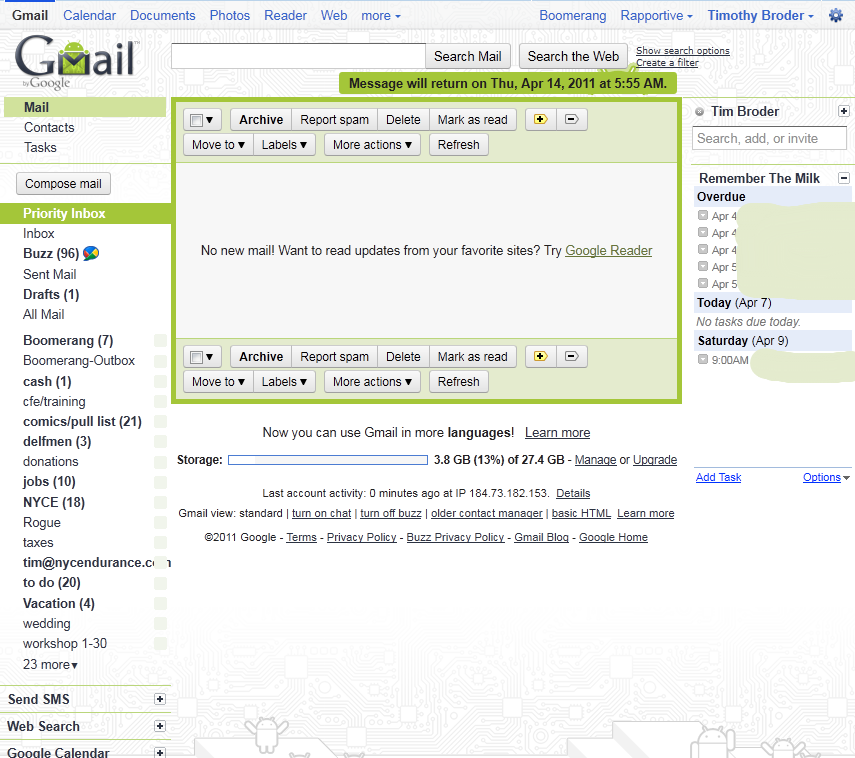 Gmail Calendar Documents Photos Reader Web more Boomerang Rapportive Timothy Broder
Gmail
by Google
TM
Search Mail Search the Web
Show search options
Create a filter
Message will return on Thu, Apr 14, 2011 at 5:55 AM.
Mail
Contacts
Tasks
Compose mail
Priority Inbox
Inbox
Buzz (96)
Sent Mail
Drafts (1)
All Mail
Boomerang (7)
Boomerang-Outbox
cash (1)
cfe/training
comics/pull list (21)
delfmen (3)
donations
jobs (10)
NYCE (18)
Rogue
taxes
tim@nycendurance.com
to do (20)
Vacation (4)
wedding
workshop 1-30
23 more▼
Send SMS
Web Search
Google Calendar
Archive Report spam Delete Mark as read
Move to ▼ Labels ▼ More actions ▼ Refresh
No new mail! Want to read updates from your favorite sites? Try Google Reader
Archive Report spam Delete Mark as read
Move to ▼ Labels ▼ More actions ▼ Refresh
Now you can use Gmail in more languages! Learn more
Storage: 3.8 GB (13%) of 27.4 GB - Manage or Upgrade
Last account activity: 0 minutes ago at IP 184.73.182.153. Details
Gmail view: standard | turn on chat | turn off buzz | older contact manager | basic HTML Learn more
©2011 Google - Terms - Privacy Policy - Buzz Privacy Policy - Gmail Blog - Google Home
Tim Broder
Search, add, or invite
Remember The Milk
Overdue
Apr 4
Apr 4
Apr 4
Apr 5
Apr 5
Today (Apr 7)
No tasks due today.
Saturday (Apr 9)
9:00AM
Add Task Options